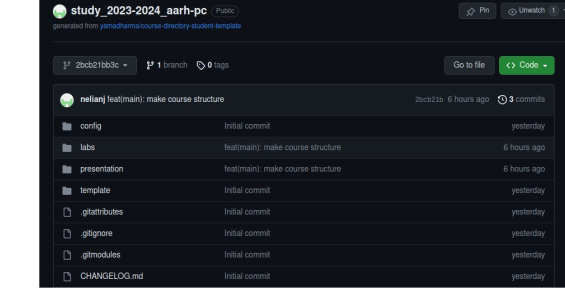 study_2023-2024_aarh-pc Public Pin Unwatch 1
generated from yamadharma/course-directory-student-template
2bcb21bb3c 1 branch 0 tags Go to file Code
nelianj feat(main): make course structure 2bcb21b 6 hours ago 3 commits
config Initial commit yesterday
labs feat(main): make course structure 6 hours ago
presentation feat(main): make course structure 6 hours ago
template Initial commit yesterday
.gitattributes Initial commit yesterday
.gitignore Initial commit yesterday
.gitmodules Initial commit yesterday
CHANGELOG.md Initial commit yesterday